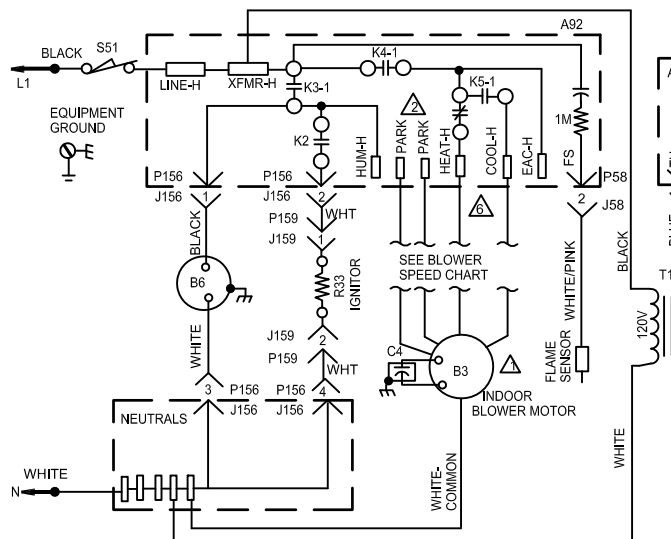 A92
BLACK
S51
K4-1
L1
LINE-H
XFMR-H
K3-1
K5-1
EQUIPMENT
GROUND
K2
HUM-H
2
PARK
PARK
HEAT-H
COOL-H
EAC-H
1M
FS
P156
J156
1
P156
J156
2
P58
J58
2
6
WHT
P159
J159
1
BLACK
B6
R33
IGNITOR
SEE BLOWER
SPEED CHART
WHITE/PINK
BLACK
T1
120V
WHITE
J159
P159
2
WHT
C4
B3
1
INDOOR
BLOWER MOTOR
FLAME
SENSOR
3
P156
J156
P156
J156
4
NEUTRALS
WHITE
N
WHITE-
COMMON
WHITE